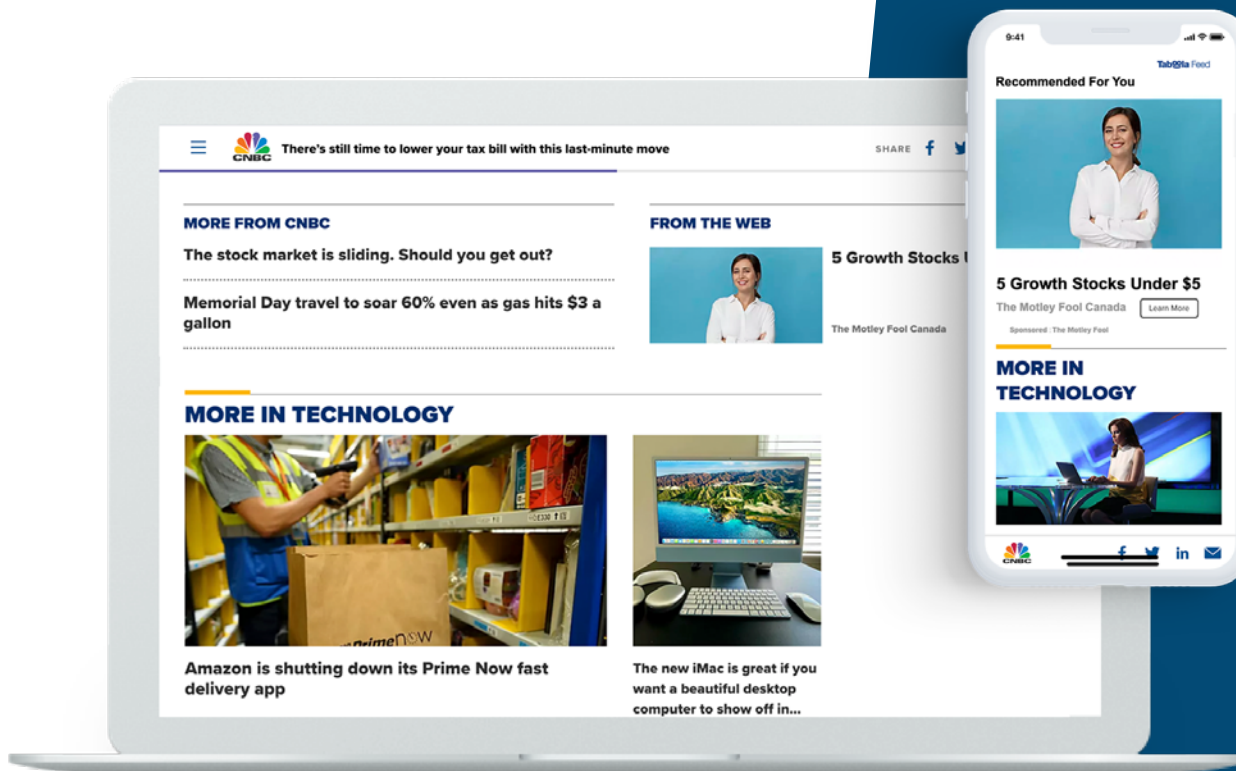 There's still time to lower your tax bill with this last-minute move
SHARE
CNBC
MORE FROM CNBC
The stock market is sliding. Should you get out?
Memorial Day travel to soar 60% even as gas hits $3 a
gallon
FROM THE WEB
5 Growth Stocks
The Motley Fool Canada
MORE IN TECHNOLOGY
PrimeNow
Amazon is shutting down its Prime Now fast
delivery app
The new iMac is great if you
want a beautiful desktop
computer to show off in...
9:41
Taboola Feed
Recommended For You
5 Growth Stocks Under $5
The Motley Fool Canada
Learn More
Sponsored : The Motley Fool
MORE IN
TECHNOLOGY
CNBC
in